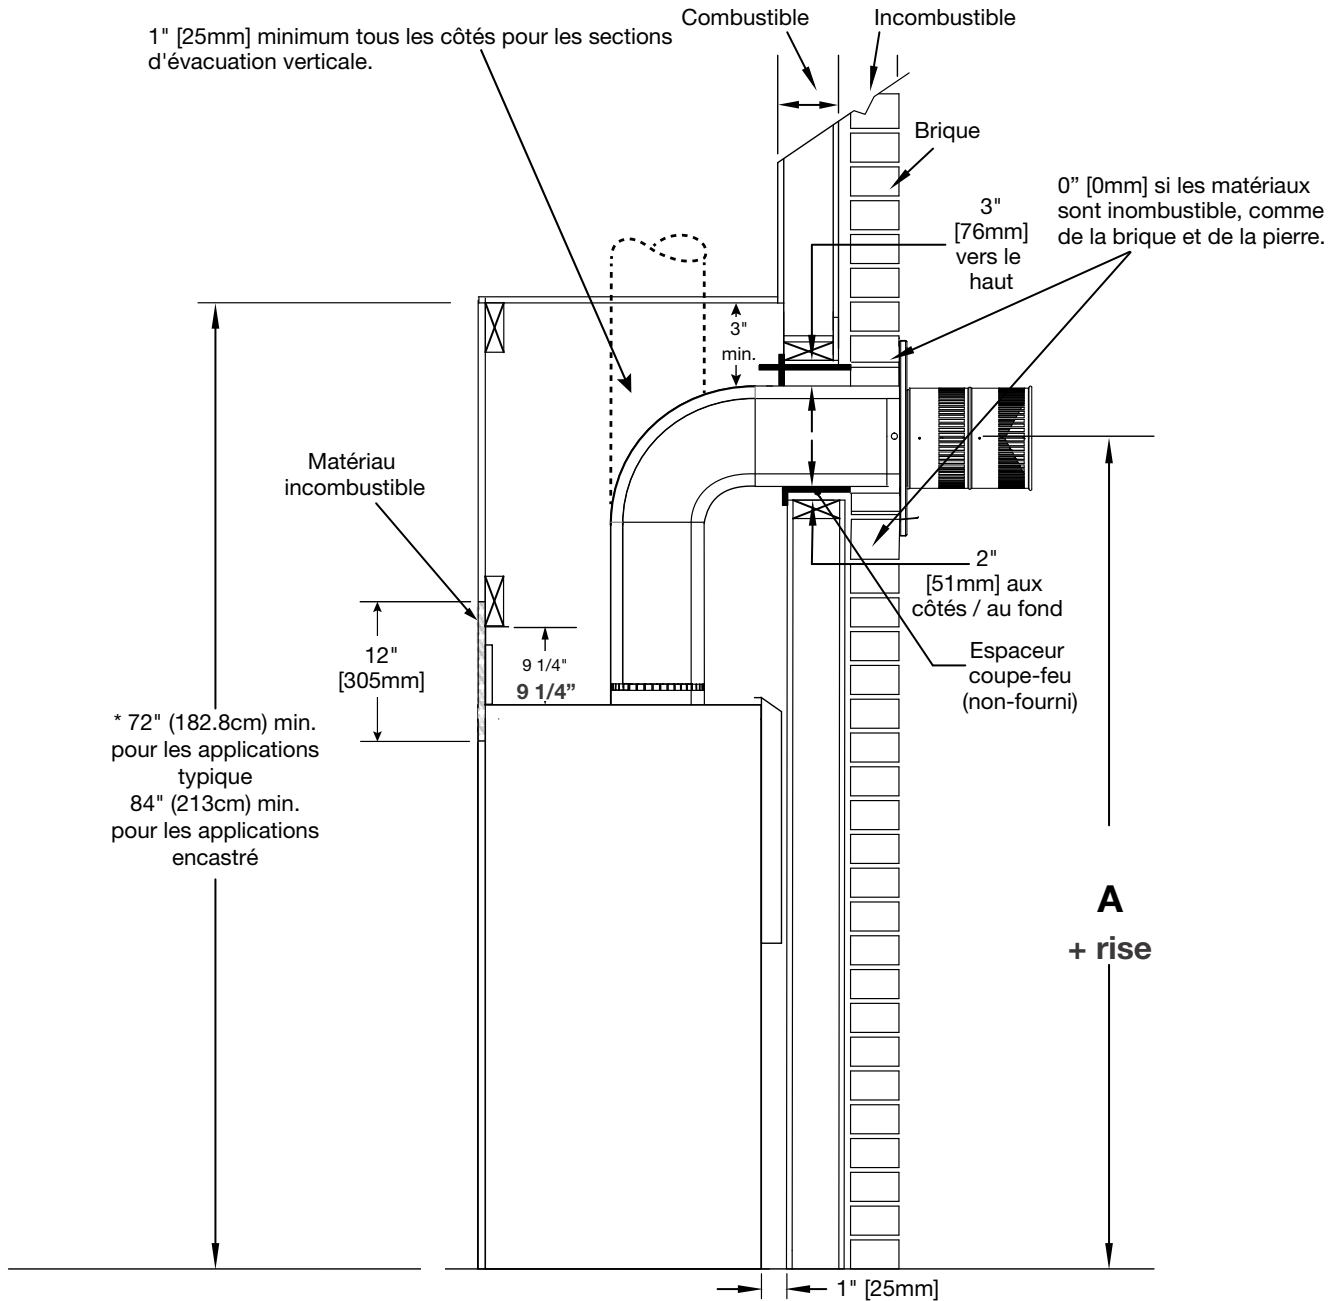 Combustible
Incombustible
1" [25mm] minimum tous les côtés pour les sections
d'évacuation verticale.
Brique
0” [0mm] si les matériaux
sont inombustible, comme
de la brique et de la pierre.
3"
[76mm]
vers le
haut
3"
min.
Matériau
incombustible
2"
[51mm] aux
côtés / au fond
12"
[305mm]
9 1/4"
9 1/4”
Espaceur
coupe-feu
(non-fourni)
* 72" (182.8cm) min.
pour les applications
typique
84" (213cm) min.
pour les applications
encastré
A
+ rise
1" [25mm]